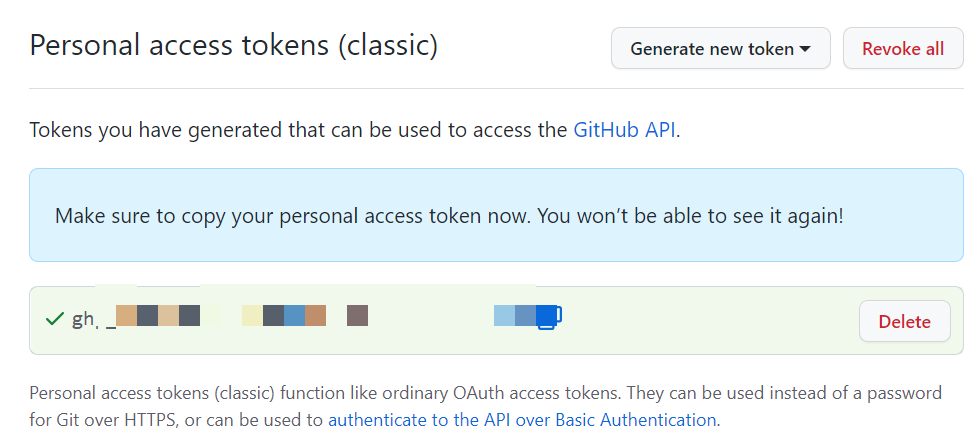 Personal access tokens (classic)
Generate new token
Revoke all
Tokens you have generated that can be used to access the GitHub API.
Make sure to copy your personal access token now. You won’t be able to see it again!
Delete
Personal access tokens (classic) function like ordinary OAuth access tokens. They can be used instead of a password
for Git over HTTPS, or can be used to authenticate to the API over Basic Authentication.